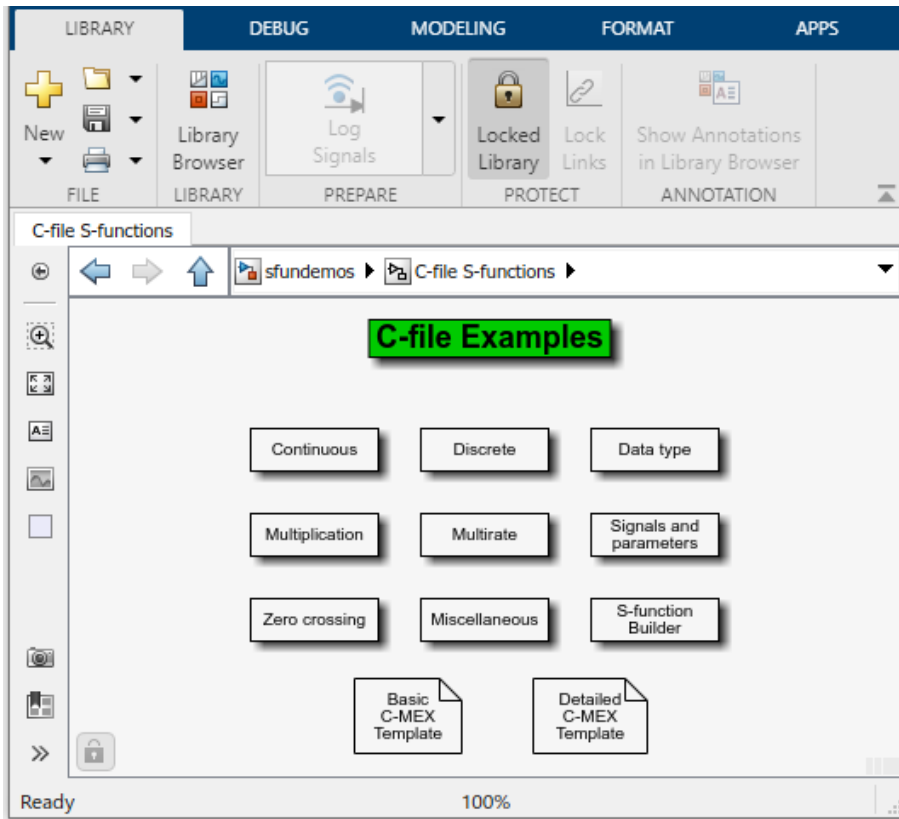 LIBRARY DEBUG MODELING FORMAT APPS
New
Library
Browser
Log
Signals
Locked
Library
Lock
Links
Show Annotations
in Library Browser
FILE LIBRARY PREPARE PROTECT ANNOTATION
C-file S-functions
sfundemos C-file S-functions
C-file Examples
Continuous
Discrete
Data type
Multiplication
Multirate
Signals and
parameters
Zero crossing
Miscellaneous
S-function
Builder
Basic
C-MEX
Template
Detailed
C-MEX
Template
Ready 100%